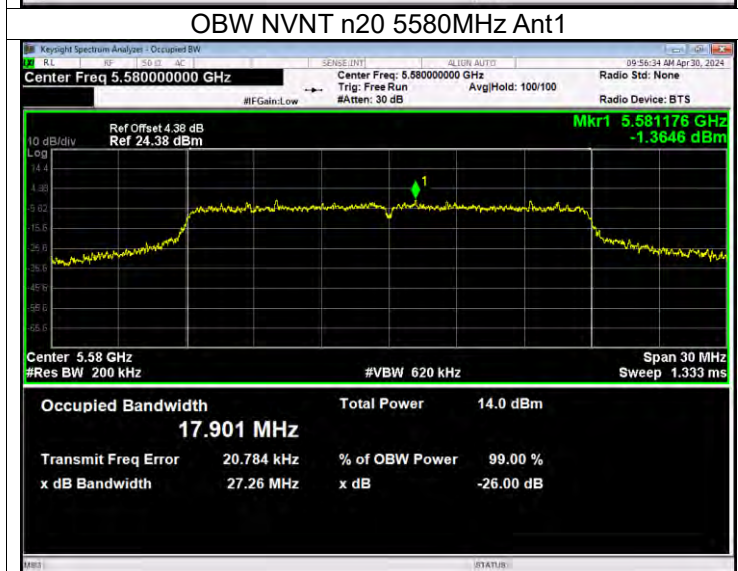 OBW NVNT n20 5580MHz Ant1
Keysight Spectrum Analyzer - Occupied BW
RL RF 50 Ω AC SENSE:INT ALIGN AUTO 09:56:34 AM Apr 30, 2024
Center Freq 5.580000000 GHz Center Freq: 5.580000000 GHz Radio Std: None
Trig: Free Run Avg|Hold: 100/100
#IFGain:Low #Atten: 30 dB Radio Device: BTS
Ref Offset 4.38 dB Mkr1 5.581176 GHz
10 dB/div Ref 24.38 dBm -1.3646 dBm
Log
14.4
4.38
1
-5.62
-15.6
-25.6
-35.6
-45.6
-55.6
-65.6
Center 5.58 GHz Span 30 MHz
#Res BW 200 kHz #VBW 620 kHz Sweep 1.333 ms
Occupied Bandwidth Total Power 14.0 dBm
17.901 MHz
Transmit Freq Error 20.784 kHz % of OBW Power 99.00 %
x dB Bandwidth 27.26 MHz x dB -26.00 dB
MSG STATUS